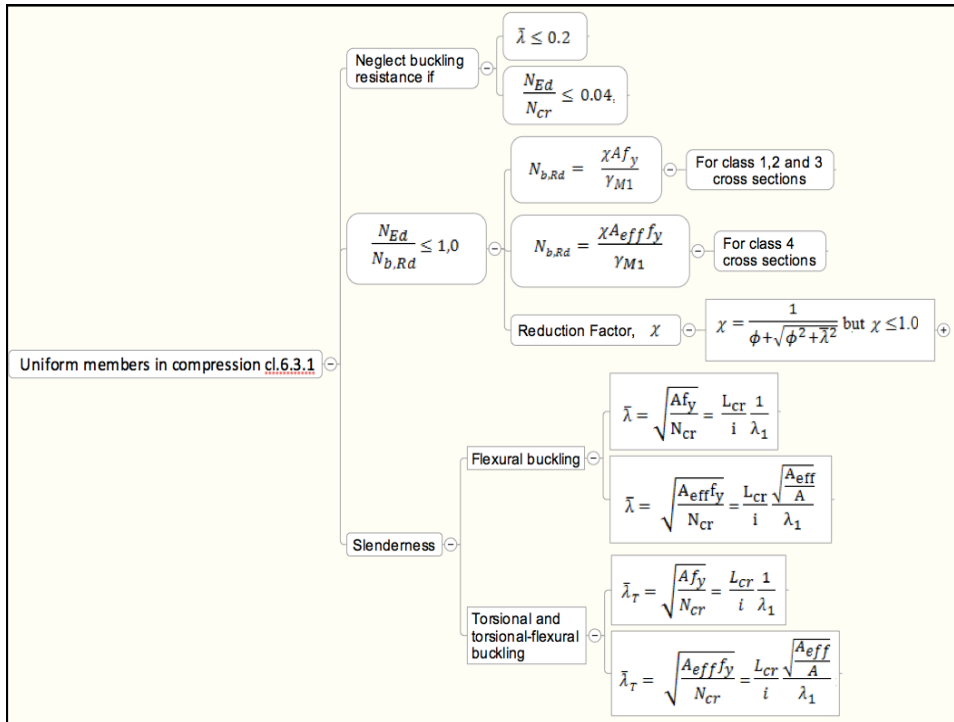 Neglect buckling
resistance if
λ̄ ≤ 0.2
N_Ed / N_cr ≤ 0.04,
N_Ed / N_b,Rd ≤ 1,0
N_b,Rd = χAf_y / γ_M1
For class 1,2 and 3
cross sections
N_b,Rd = χA_eff f_y / γ_M1
For class 4
cross sections
Reduction Factor, χ
χ = 1 / (ϕ+√(ϕ²+λ̄²)) but χ ≤1.0
Uniform members in compression cl.6.3.1
Slenderness
Flexural buckling
λ̄ = √(Af_y / N_cr) = (L_cr / i) (1 / λ₁)
λ̄ = √(A_eff f_y / N_cr) = (L_cr / i) (√(A_eff / A) / λ₁)
Torsional and
torsional-flexural
buckling
λ̄_T = √(Af_y / N_cr) = (L_cr / i) (1 / λ₁)
λ̄_T = √(A_eff f_y / N_cr) = (L_cr / i) (√(A_eff / A) / λ₁)